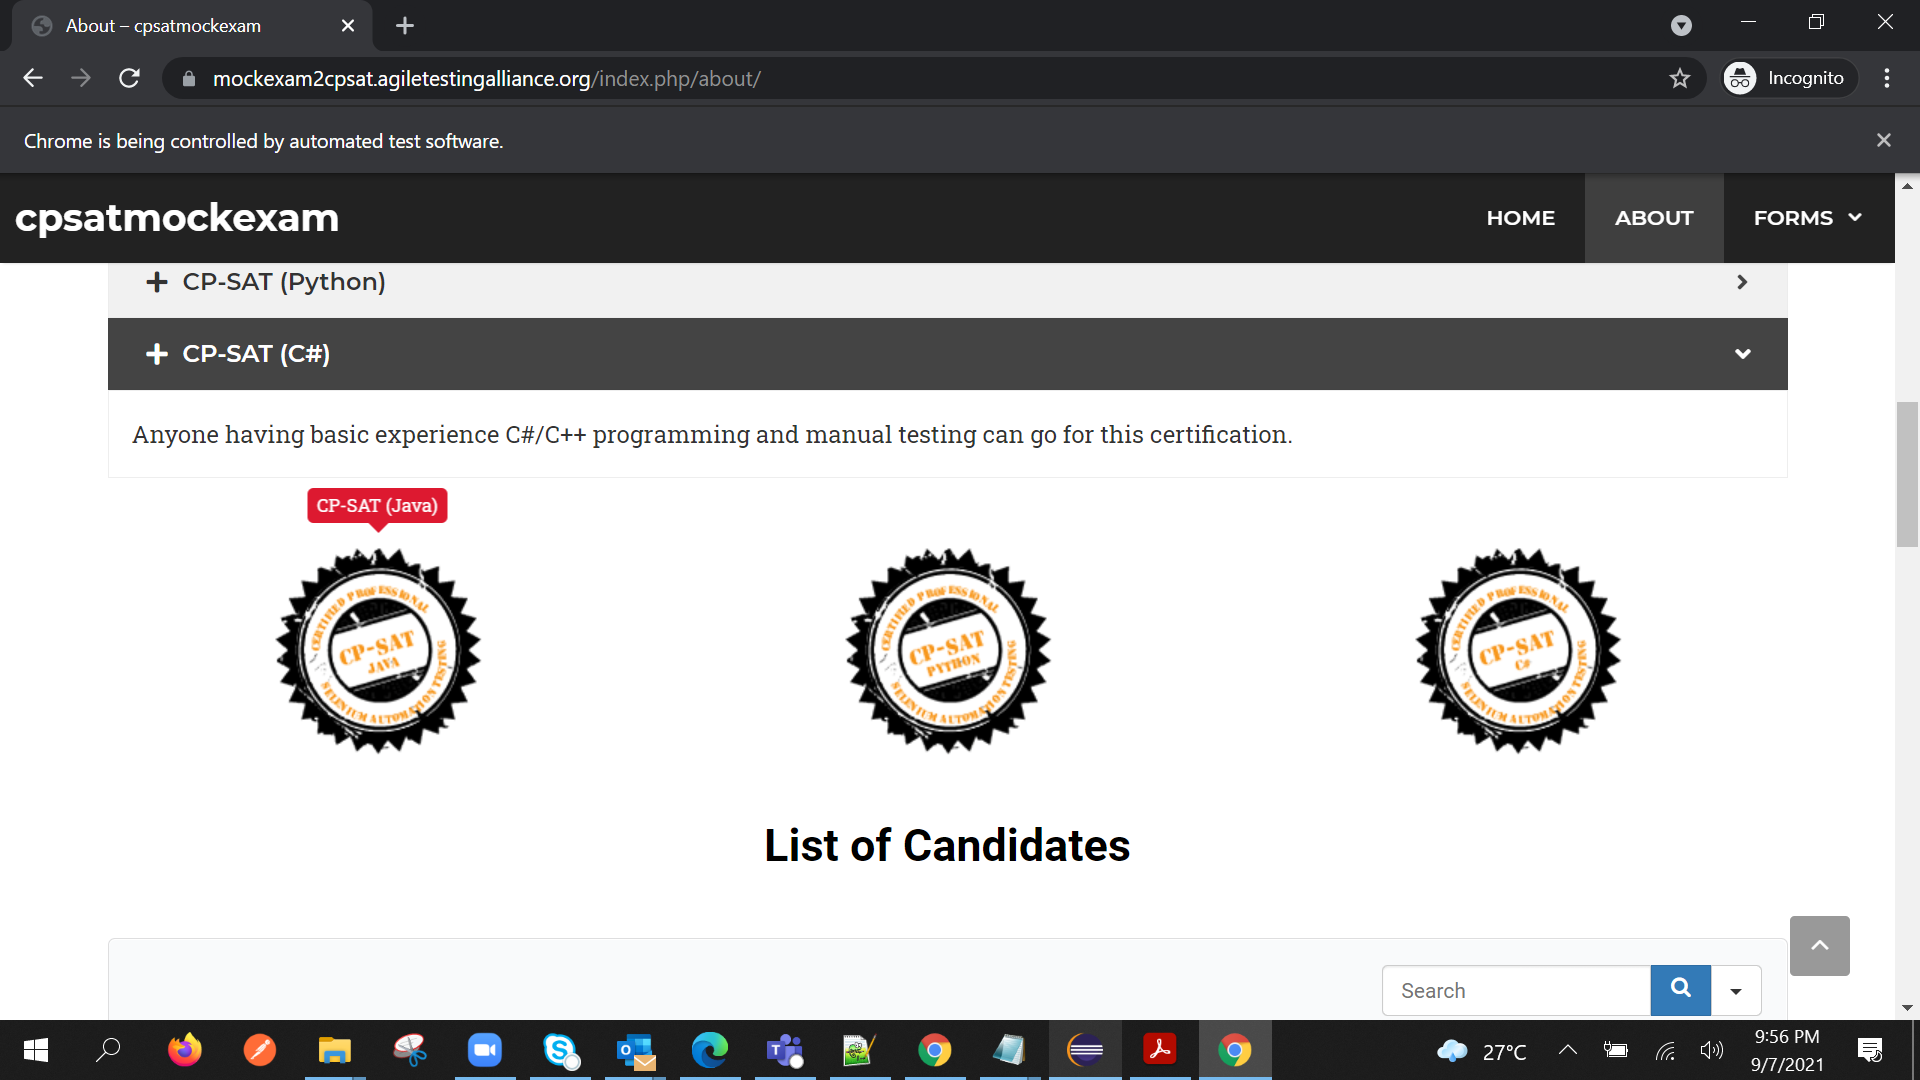 About – cpsatmockexam
mockexam2cpsat.agiletestingalliance.org/index.php/about/
Incognito
Chrome is being controlled by automated test software.
cpsatmockexam
HOME
ABOUT
FORMS
CP-SAT (Python)
CP-SAT (C#)
Anyone having basic experience C#/C++ programming and manual testing can go for this certification.
CP-SAT (Java)
CERTIFIED PROFESSIONAL
CP-SAT
JAVA
SELENIUM AUTOMATION TESTING
CERTIFIED PROFESSIONAL
CP-SAT
PYTHON
SELENIUM AUTOMATION TESTING
CERTIFIED PROFESSIONAL
CP-SAT
C#
SELENIUM AUTOMATION TESTING
List of Candidates
Search
27°C
9:56 PM
9/7/2021